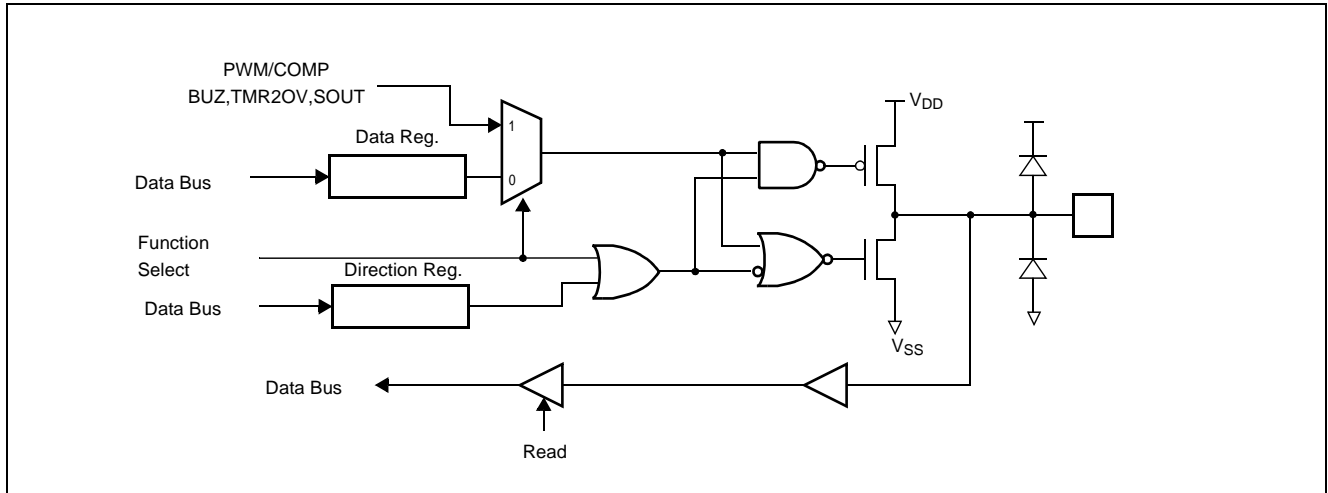 PWM/COMP
BUZ,TMR2OV,SOUT
Data Reg.
1
0
Data Bus
Function
Select
Direction Reg.
Data Bus
VDD
VSS
Data Bus
Read